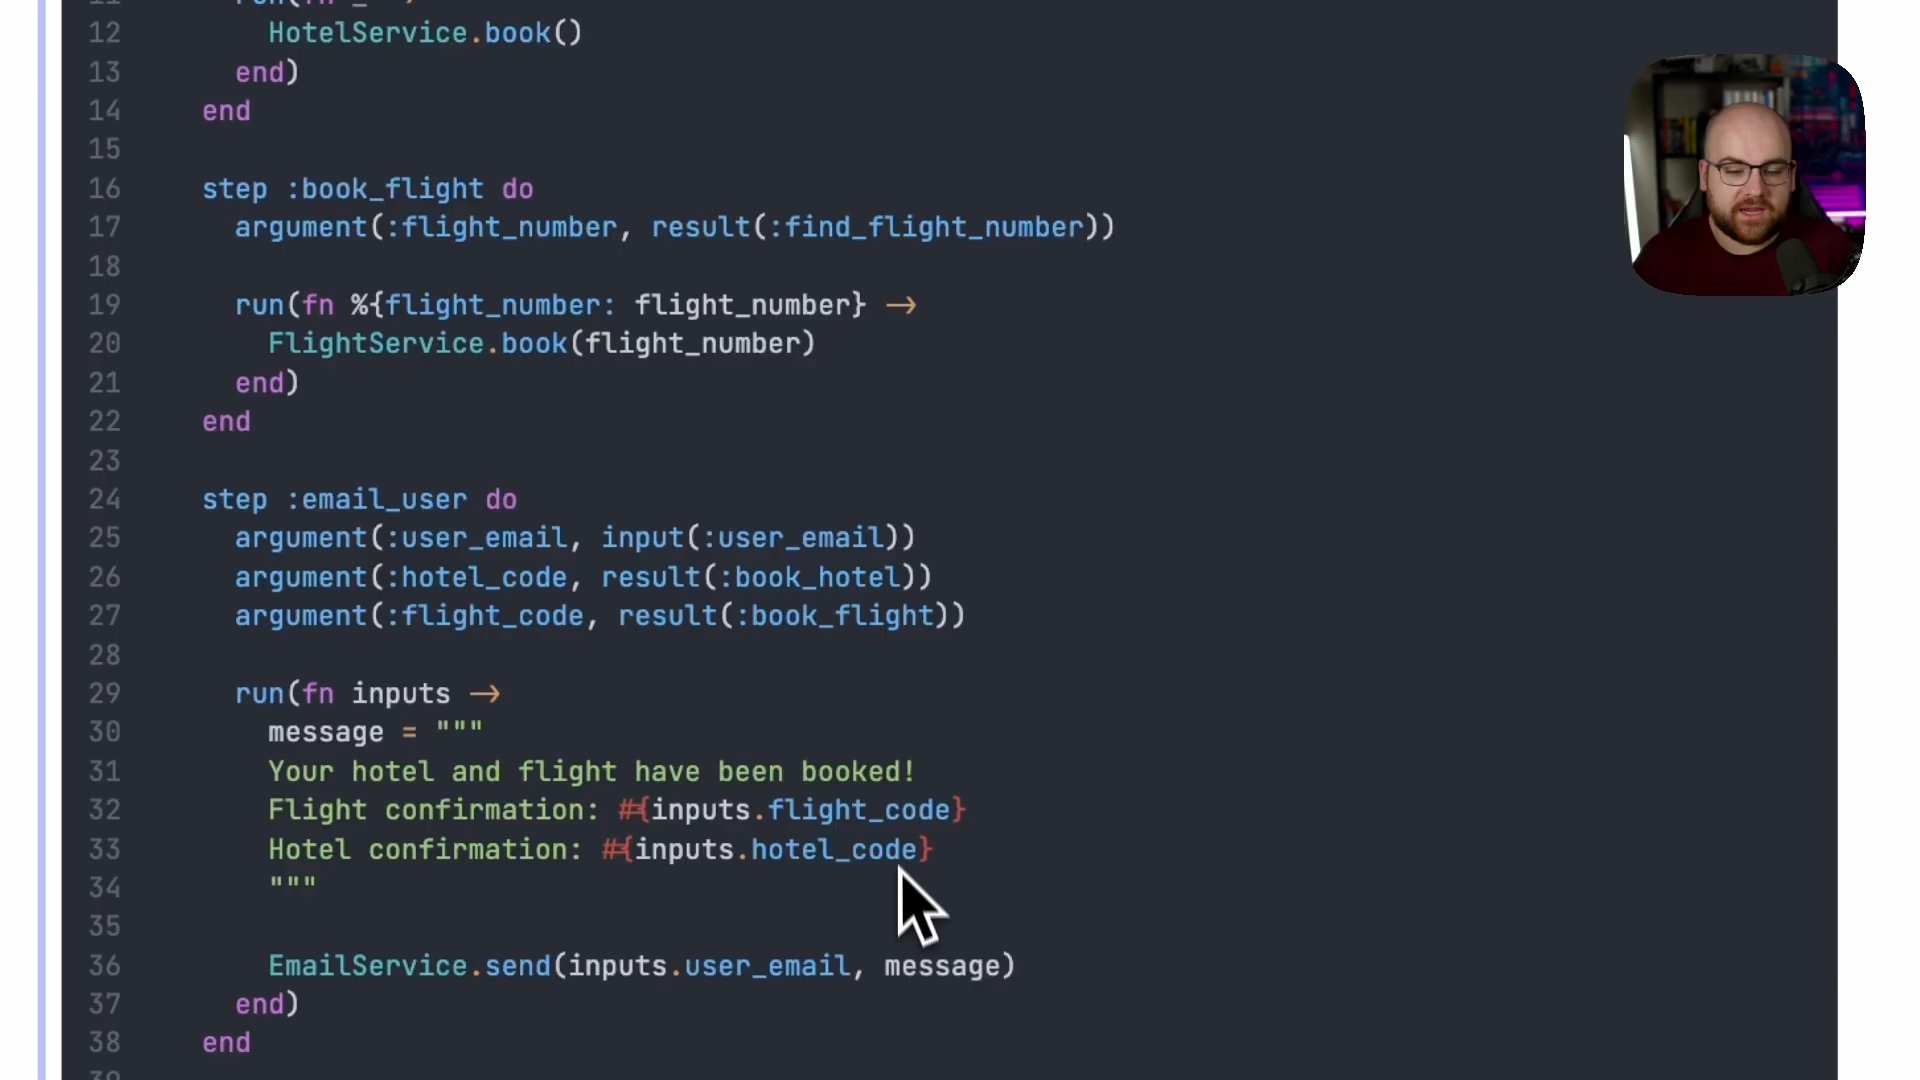 12 HotelService.book()
13 end)
14 end
15
16 step :book_flight do
17 argument(:flight_number, result(:find_flight_number))
18
19 run(fn %{flight_number: flight_number} ->
20 FlightService.book(flight_number)
21 end)
22 end
23
24 step :email_user do
25 argument(:user_email, input(:user_email))
26 argument(:hotel_code, result(:book_hotel))
27 argument(:flight_code, result(:book_flight))
28
29 run(fn inputs ->
30 message = """
31 Your hotel and flight have been booked!
32 Flight confirmation: #{inputs.flight_code}
33 Hotel confirmation: #{inputs.hotel_code}
34 """
35
36 EmailService.send(inputs.user_email, message)
37 end)
38 end